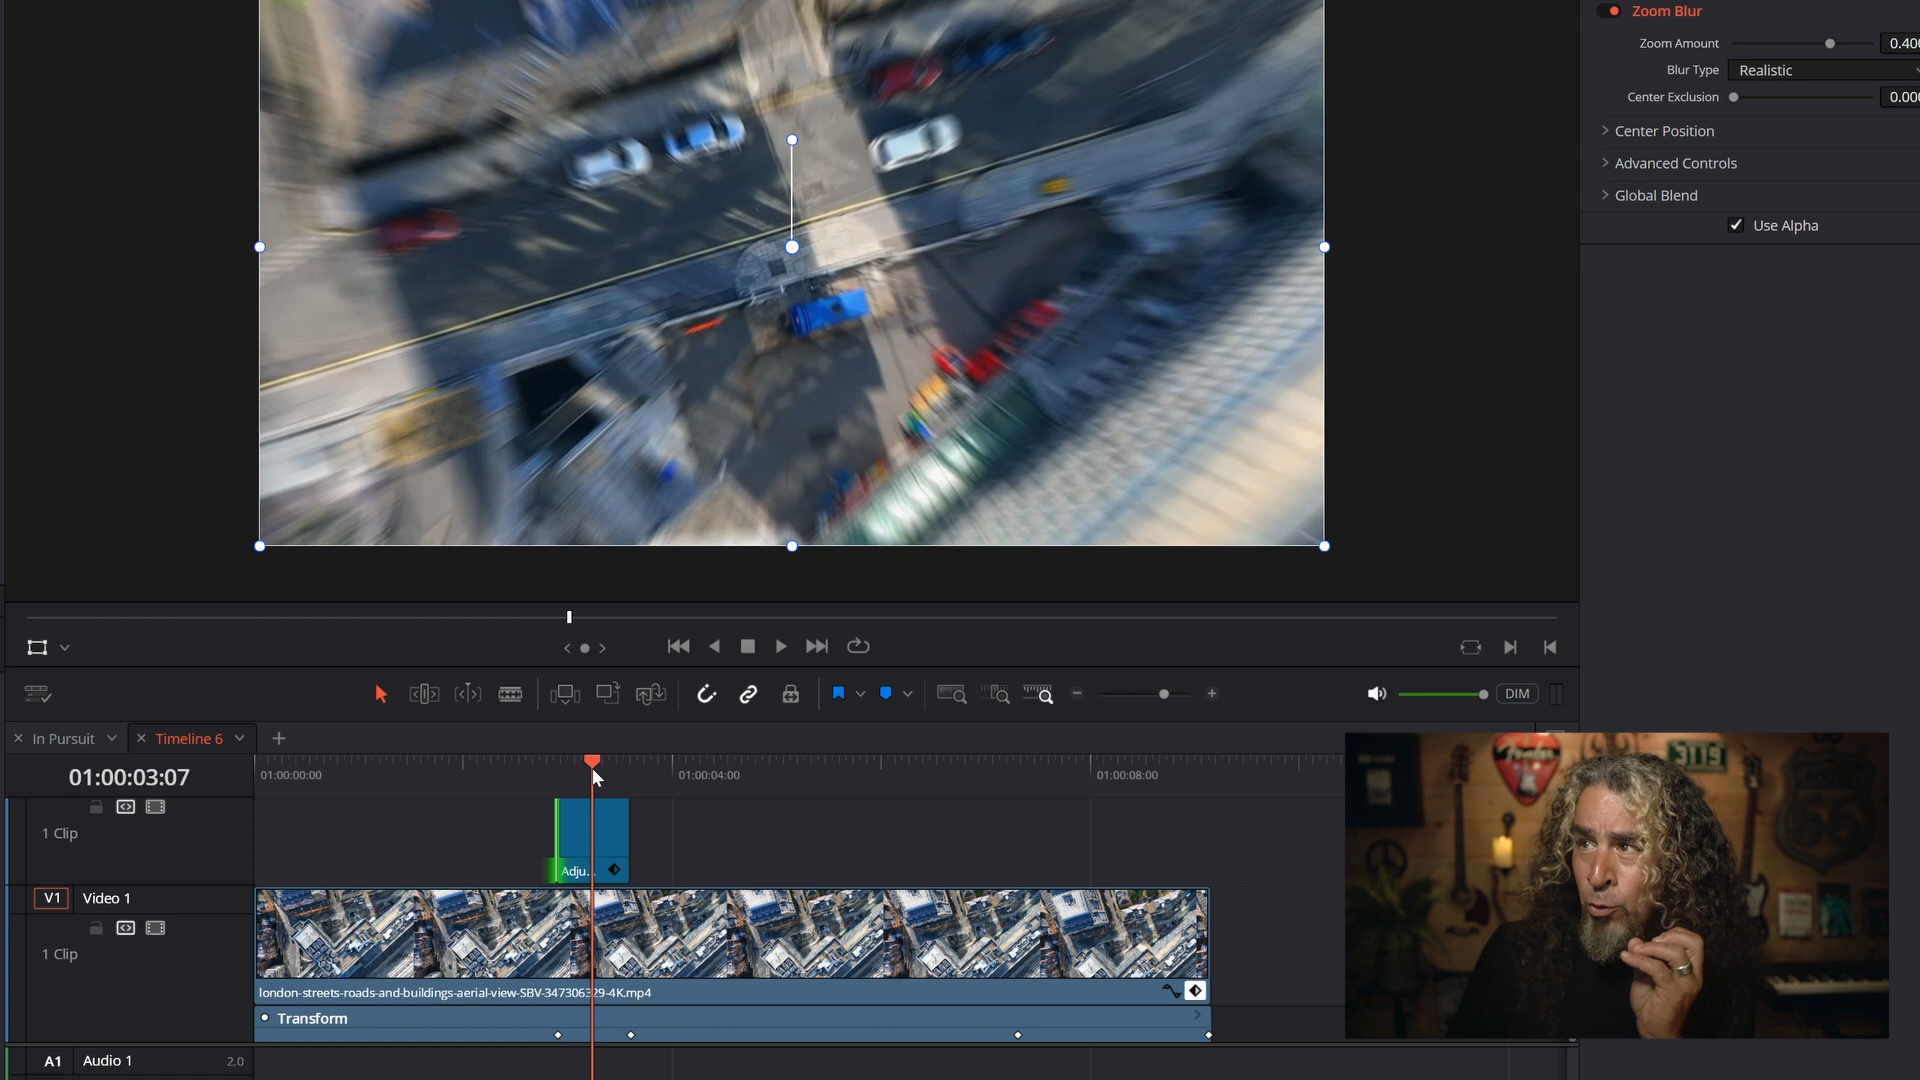 Zoom Blur
Zoom Amount 0.400
Blur Type Realistic
Center Exclusion 0.000
Center Position
Advanced Controls
Global Blend
Use Alpha
DIM
In Pursuit Timeline 6
01:00:03:07
01:00:00:00 01:00:04:00 01:00:08:00
1 Clip
Adju..
V1 Video 1
1 Clip
london-streets-roads-and-buildings-aerial-view-SBV-347306329-4K.mp4
Transform
A1 Audio 1 2.0
Fender
3119
66